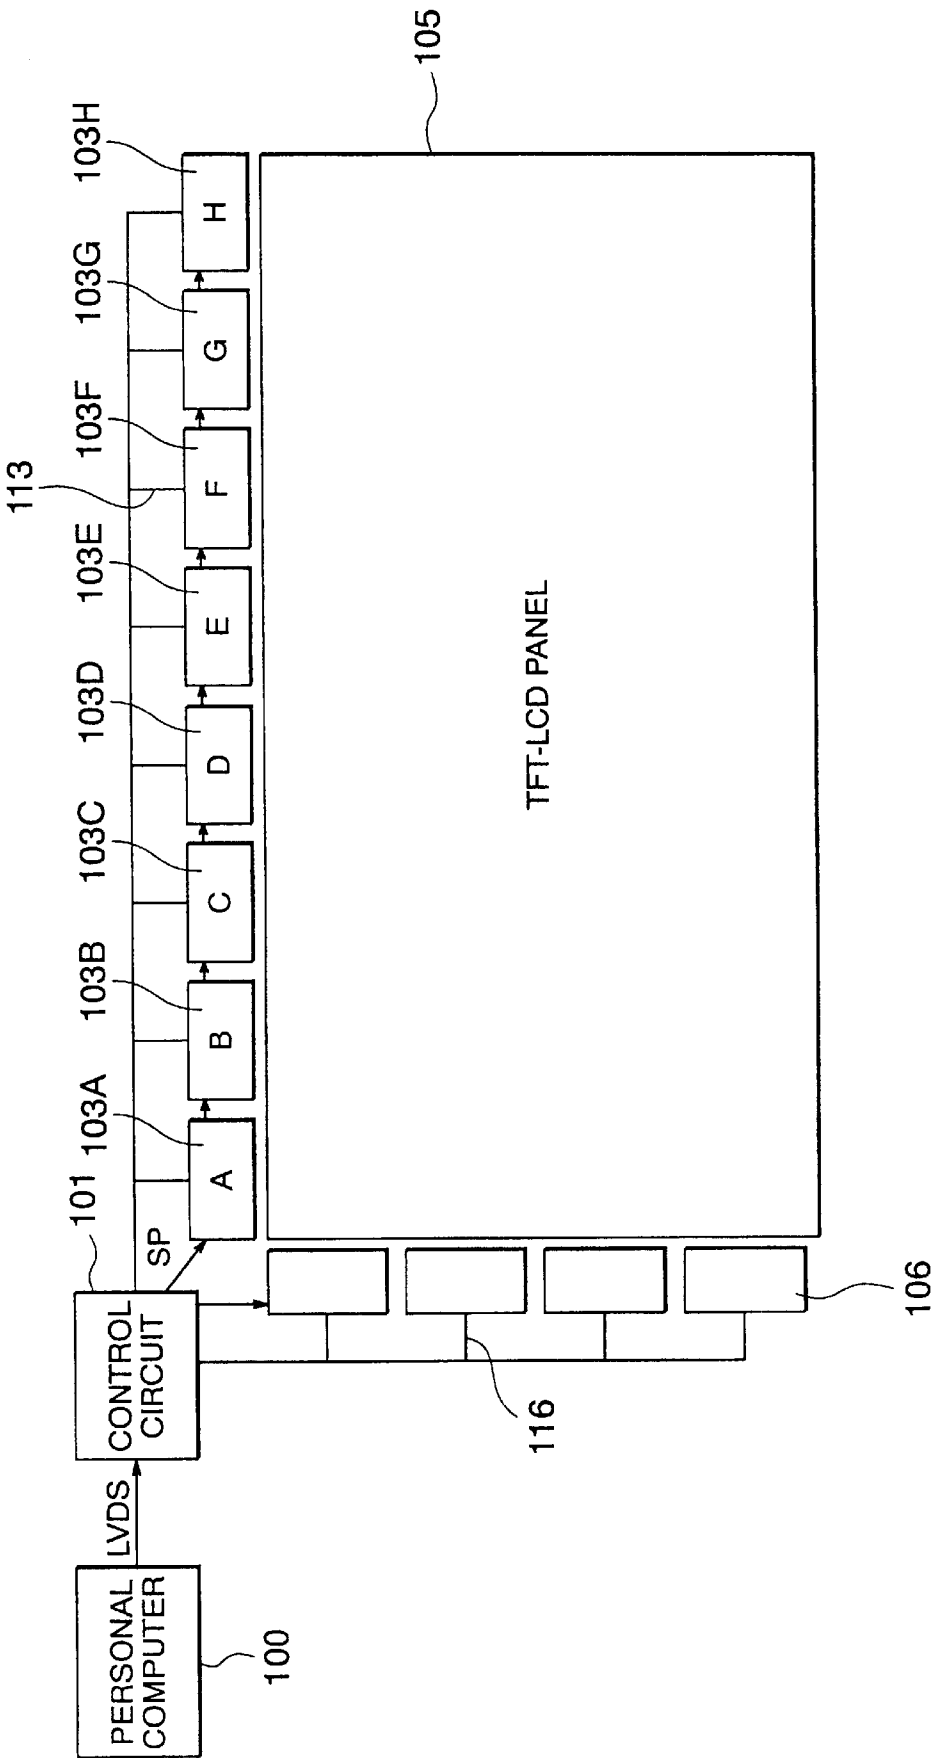 PERSONAL
COMPUTER
100
LVDS
CONTROL
CIRCUIT
101
SP
103A
103B
103C
103D
103E
103F
103G
103H
113
A
B
C
D
E
F
G
H
TFT-LCD PANEL
105
106
116